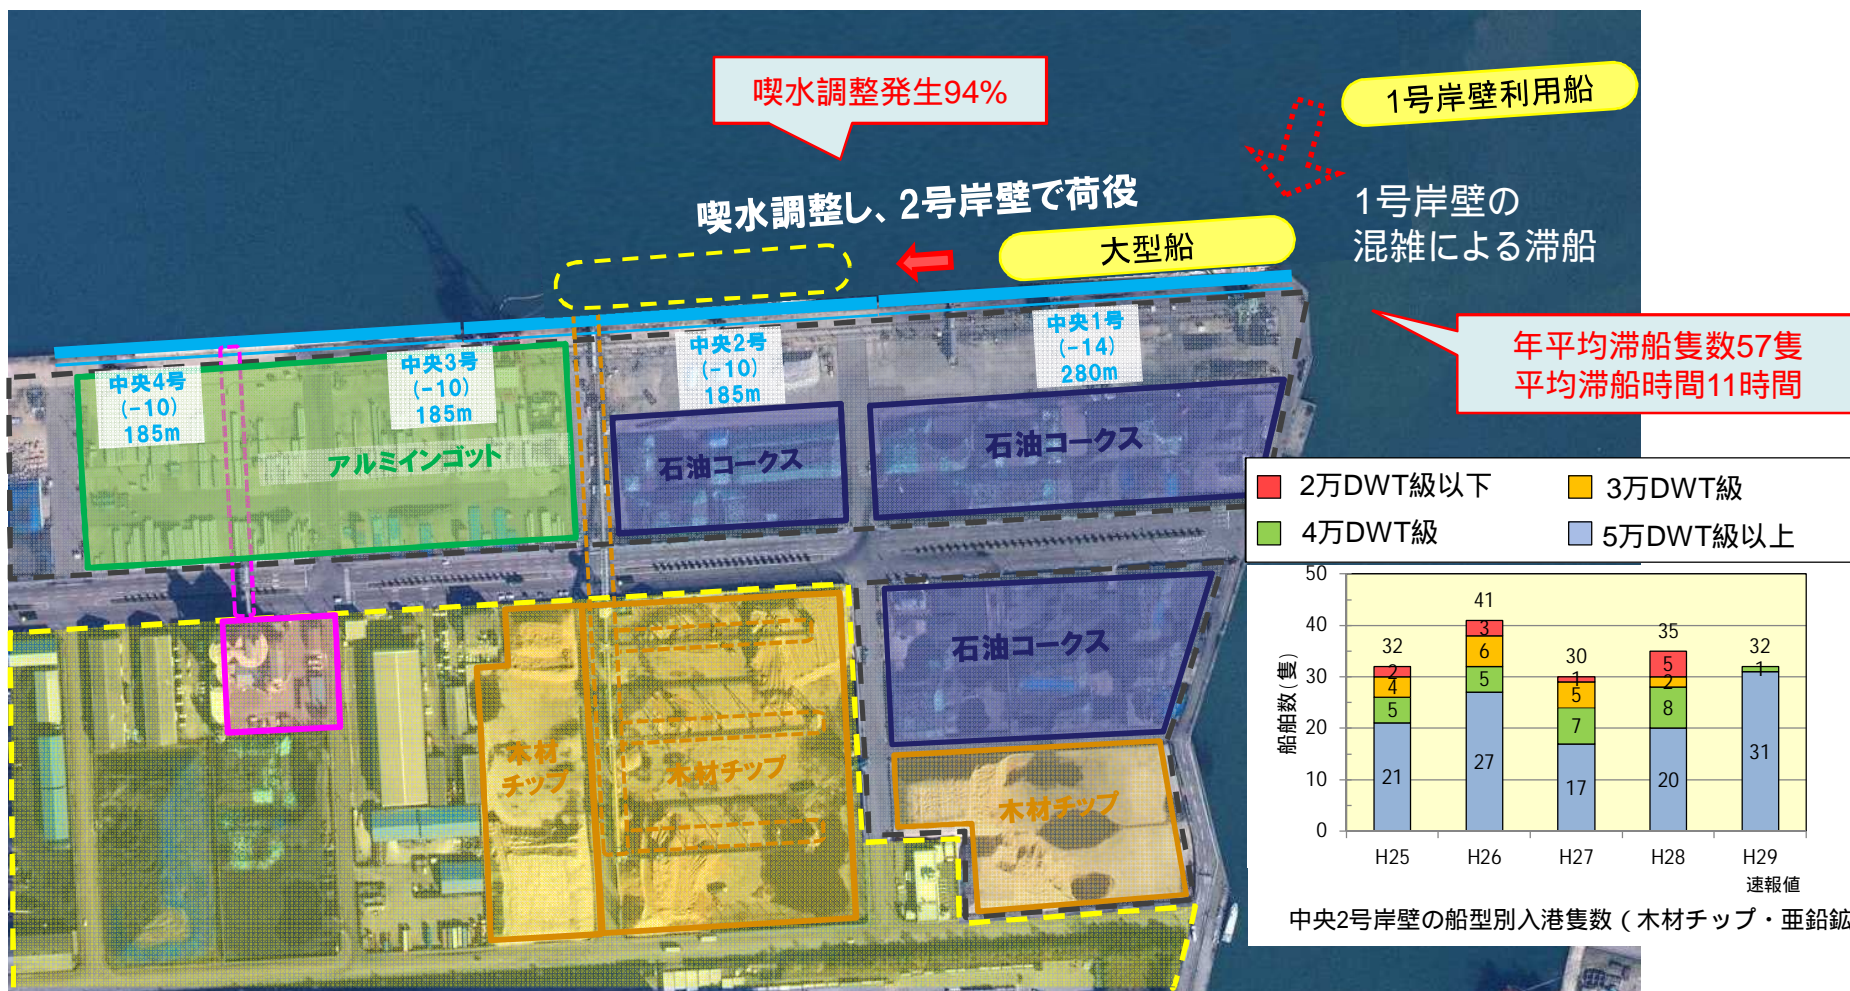 喫水調整発生94%
1号岸壁利用船
喫水調整し、2号岸壁で荷役
大型船
1号岸壁の
混雑による滞船
年平均滞船隻数57隻
平均滞船時間11時間
中央4号
(-10)
185m
中央3号
(-10)
185m
中央2号
(-10)
185m
中央1号
(-14)
280m
アルミインゴット
石油コークス
石油コークス
石油コークス
木材
チップ
木材チップ
木材チップ
2万DWT級以下
3万DWT級
4万DWT級
5万DWT級以上
船舶数(隻)
50
40
30
20
10
0
32
2
4
5
21
41
3
6
5
27
30
1
5
7
17
35
5
2
8
20
32
1
31
H25
H26
H27
H28
H29
速報値
中央2号岸壁の船型別入港隻数(木材チップ・亜鉛鉱